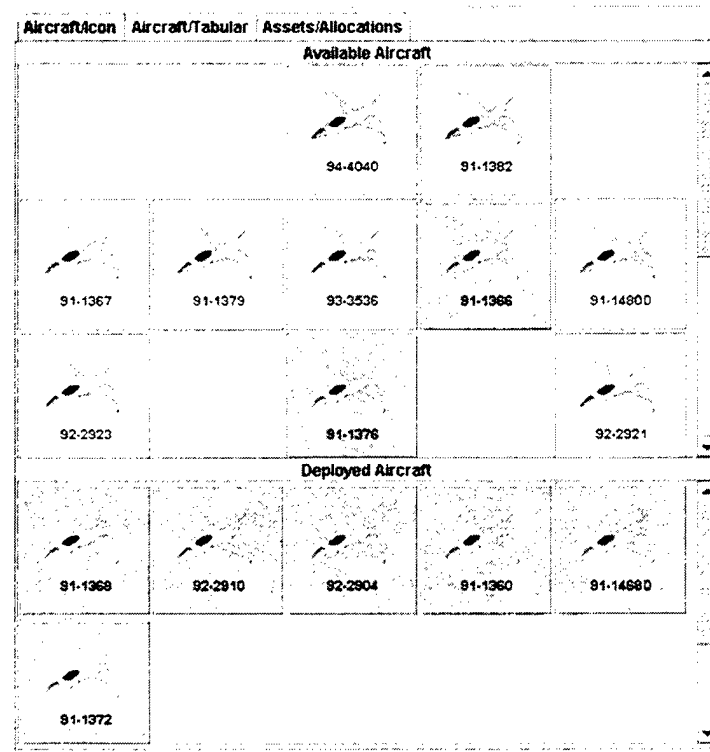 Aircraft/Icon Aircraft/Tabular Assets/Allocations
Available Aircraft
94-4040 91-1382
91-1367 91-1379 93-3536 91-1366 91-14800
92-2923 91-1376 92-2921
Deployed Aircraft
91-1368 92-2910 92-2904 91-1360 91-14680
91-1372